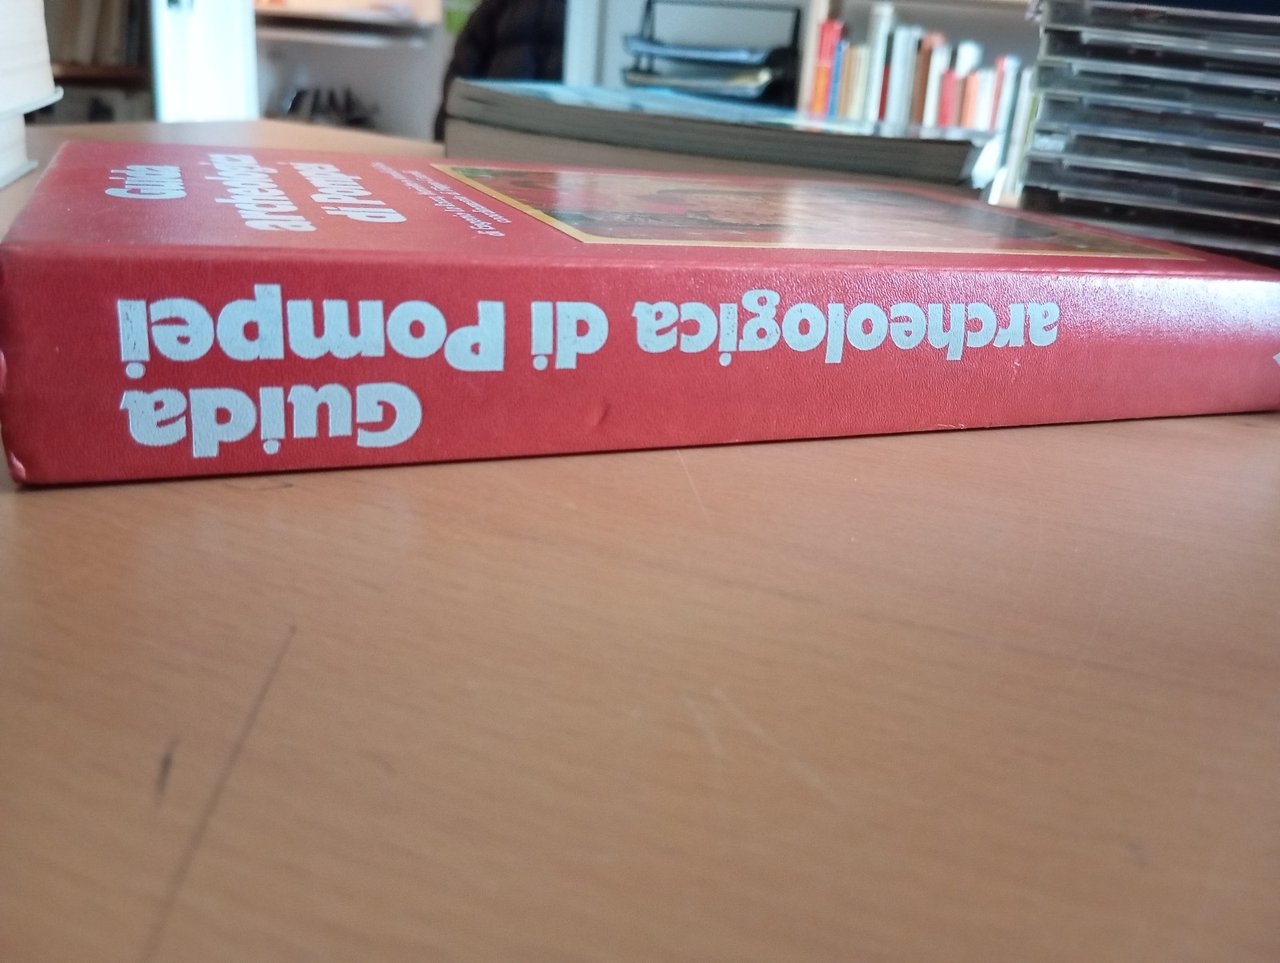 Guida
archeologica
di Pompei
Guida
archeologica di Pompei